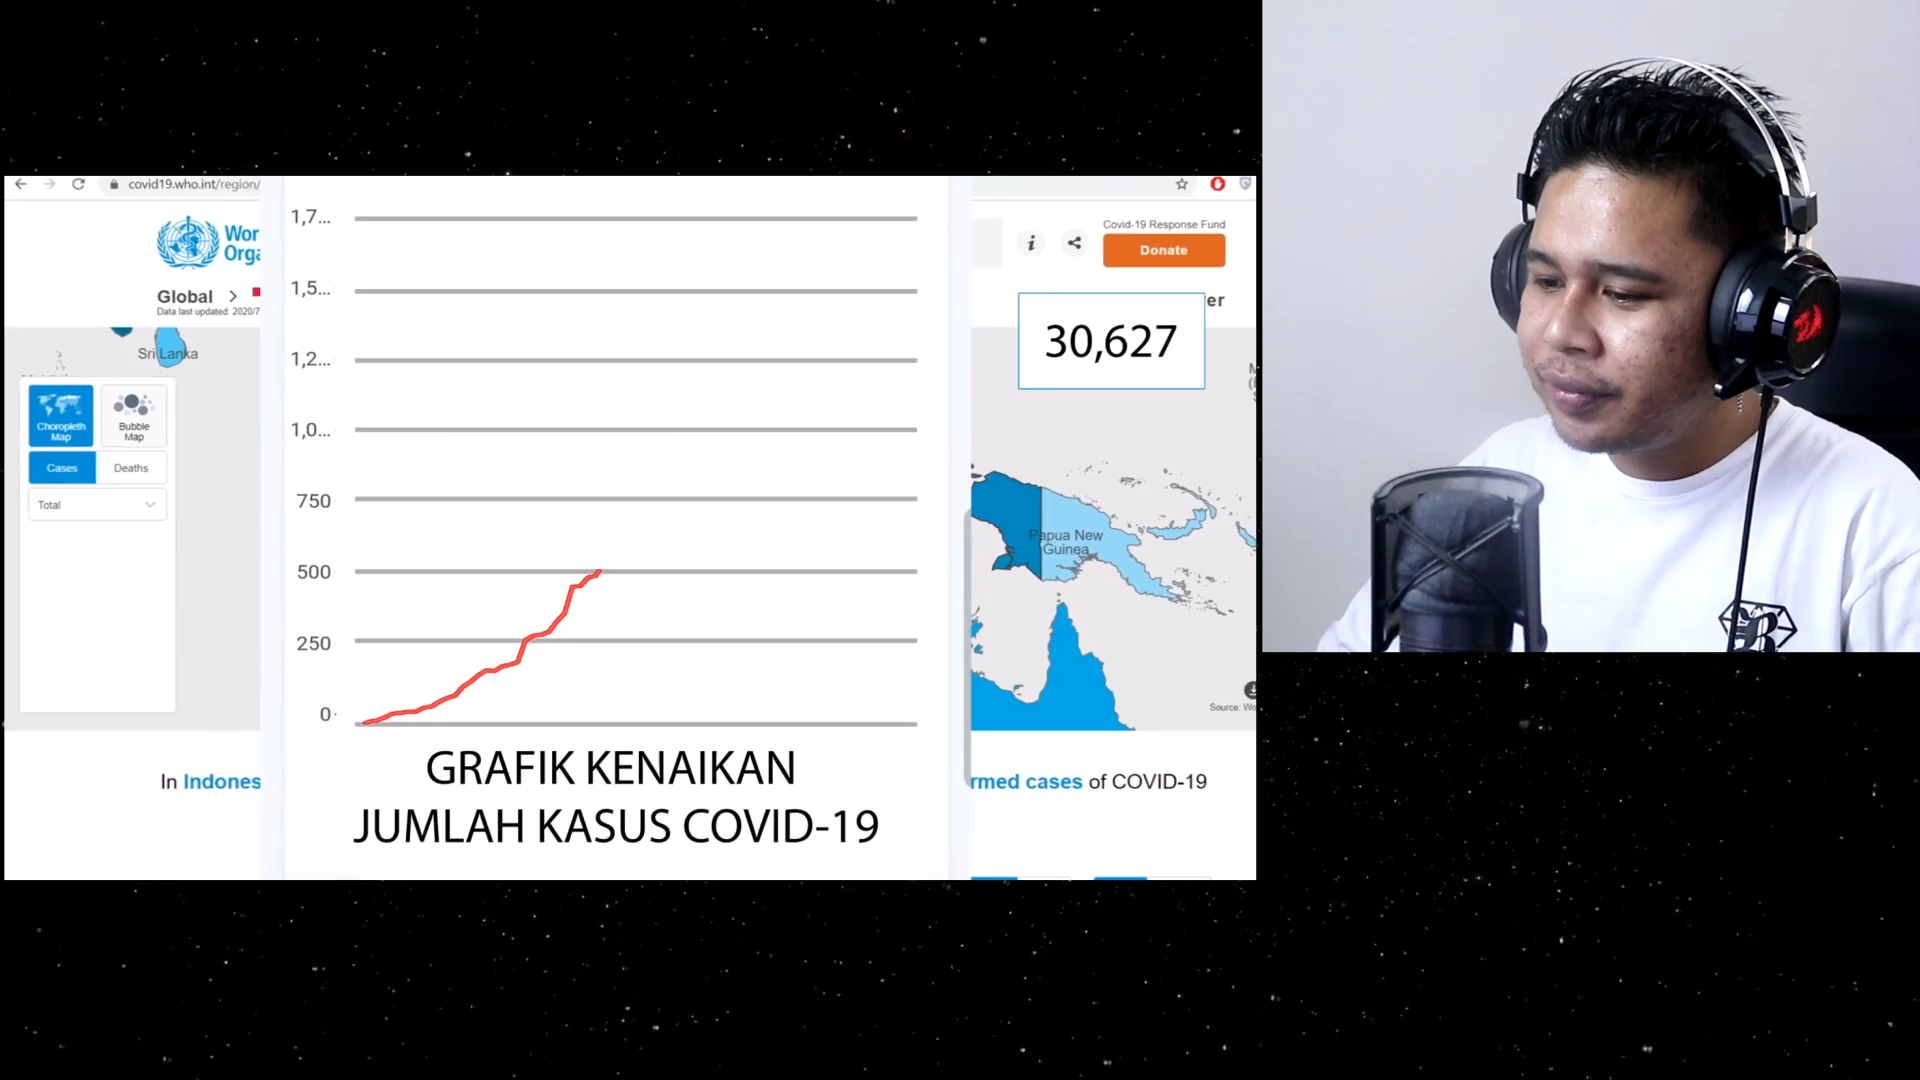 covid19.who.int/region/
Wor
Orga
Global >
Data last updated: 2020/7
Sri Lanka
Choropleth
Map
Bubble
Map
Cases
Deaths
Total
1,7...
1,5...
1,2...
1,0...
750
500
250
0
GRAFIK KENAIKAN
JUMLAH KASUS COVID-19
Covid-19 Response Fund
Donate
er
30,627
Papua New
Guinea
Source: Wo
In Indones
rmed cases of COVID-19